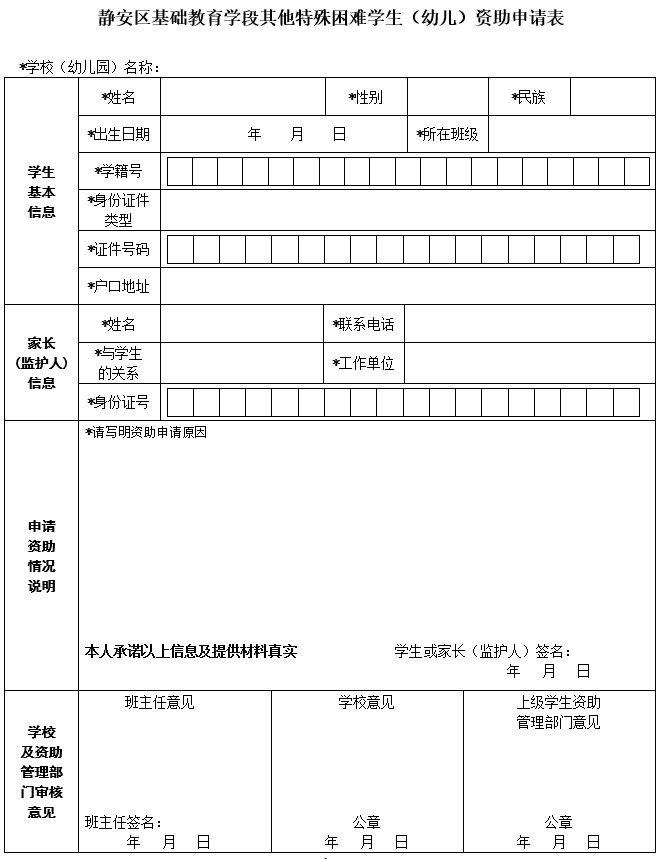 静安区基础教育学段其他特殊困难学生（幼儿）资助申请表
*学校（幼儿园）名称：
学生
基本
信息
*姓名
*性别
*民族
*出生日期
年 月 日
*所在班级
*学籍号
*身份证件
类型
*证件号码
*户口地址
家长
（监护人）
信息
*姓名
*联系电话
*与学生
的关系
*工作单位
*身份证号
申请
资助
情况
说明
*请写明资助申请原因
本人承诺以上信息及提供材料真实
学生或家长（监护人）签名：
年 月 日
学校
及资助
管理部
门审核
意见
班主任意见
班主任签名：
年 月 日
学校意见
公章
年 月 日
上级学生资助
管理部门意见
公章
年 月 日